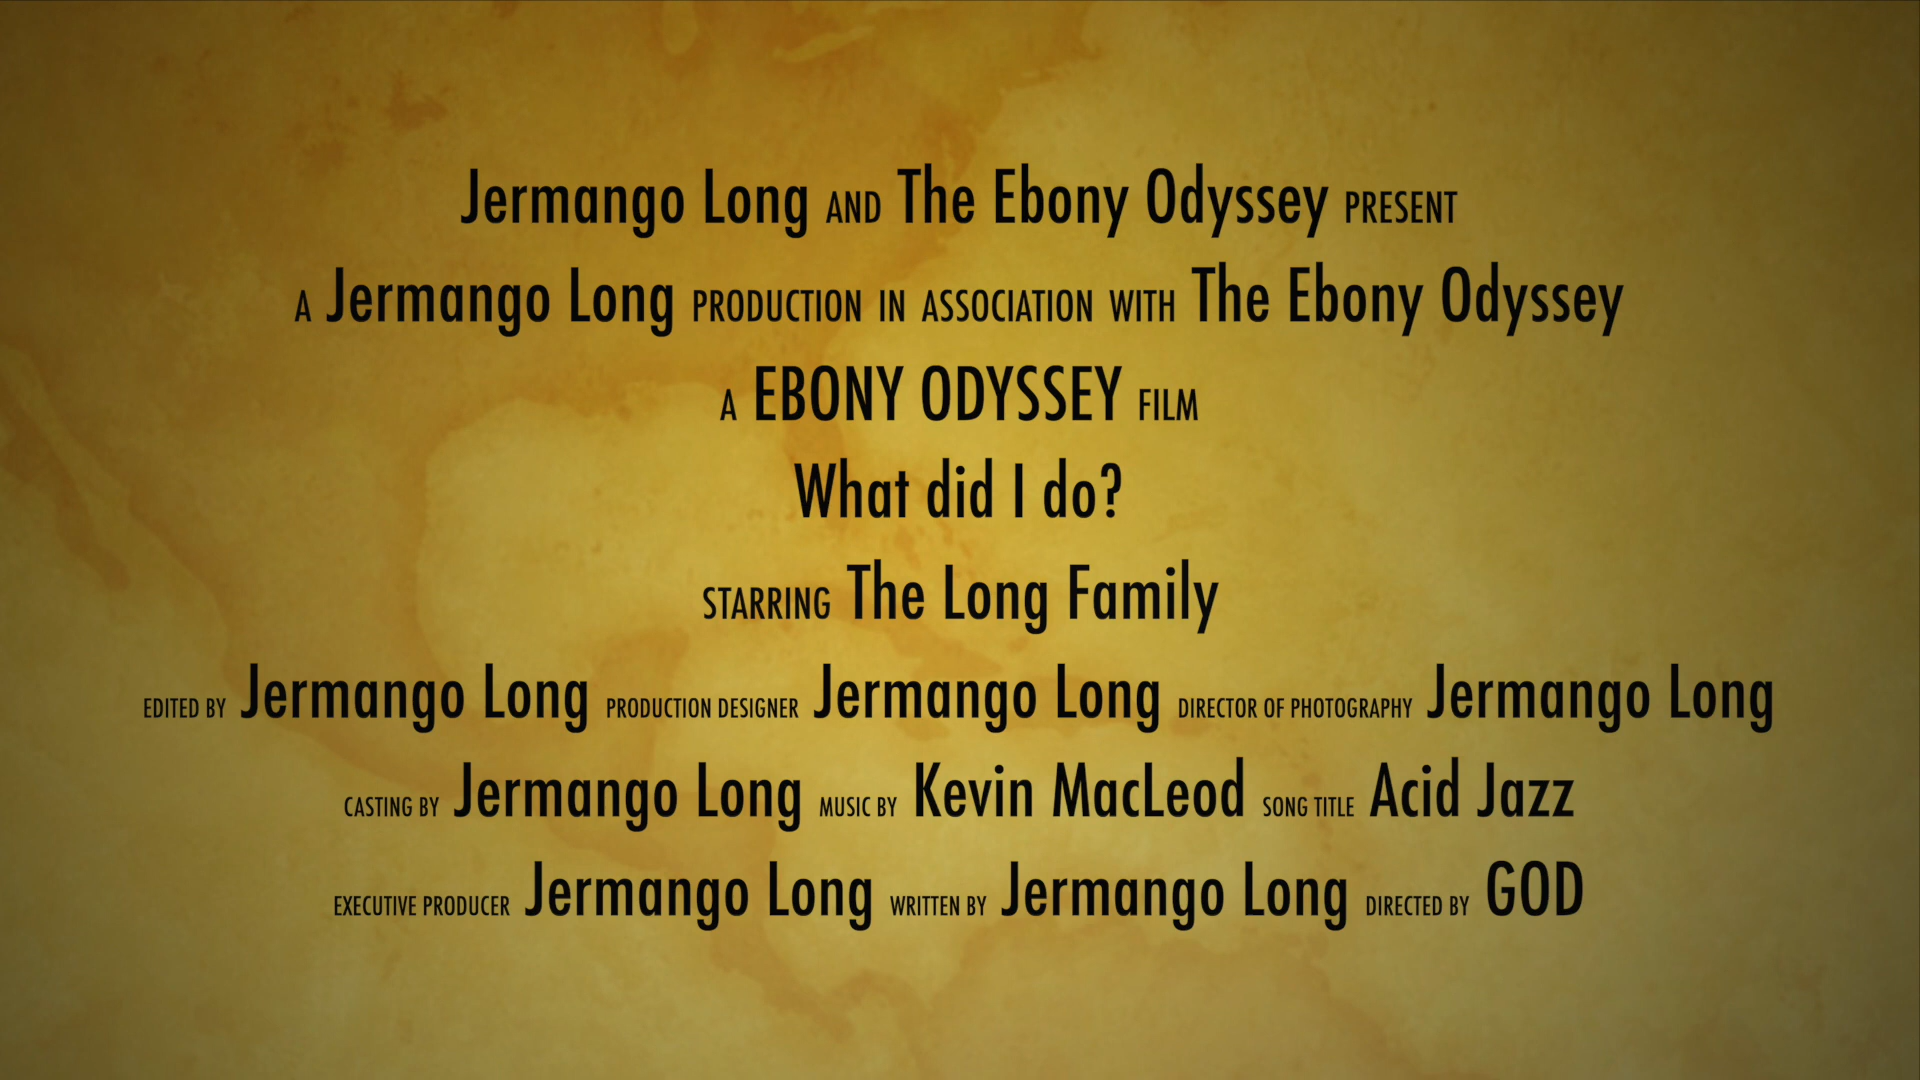 Jermango Long AND The Ebony Odyssey PRESENT
A Jermango Long PRODUCTION IN ASSOCIATION WITH The Ebony Odyssey
A EBONY ODYSSEY FILM
What did I do?
STARRING The Long Family
EDITED BY Jermango Long PRODUCTION DESIGNER Jermango Long DIRECTOR OF PHOTOGRAPHY Jermango Long
CASTING BY Jermango Long MUSIC BY Kevin MacLeod SONG TITLE Acid Jazz
EXECUTIVE PRODUCER Jermango Long WRITTEN BY Jermango Long DIRECTED BY GOD